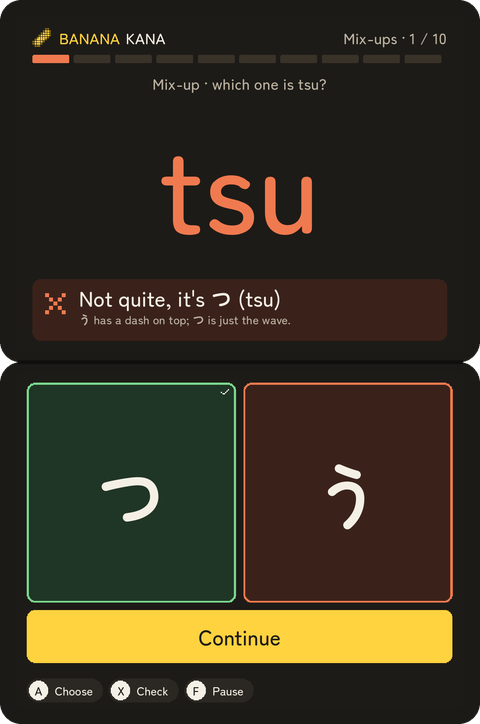 BANANA KANA
Mix-ups · 1 / 10
Mix-up · which one is tsu?
tsu
Not quite, it's つ (tsu)
う has a dash on top; つ is just the wave.
つ
う
Continue
A Choose
X Check
F Pause